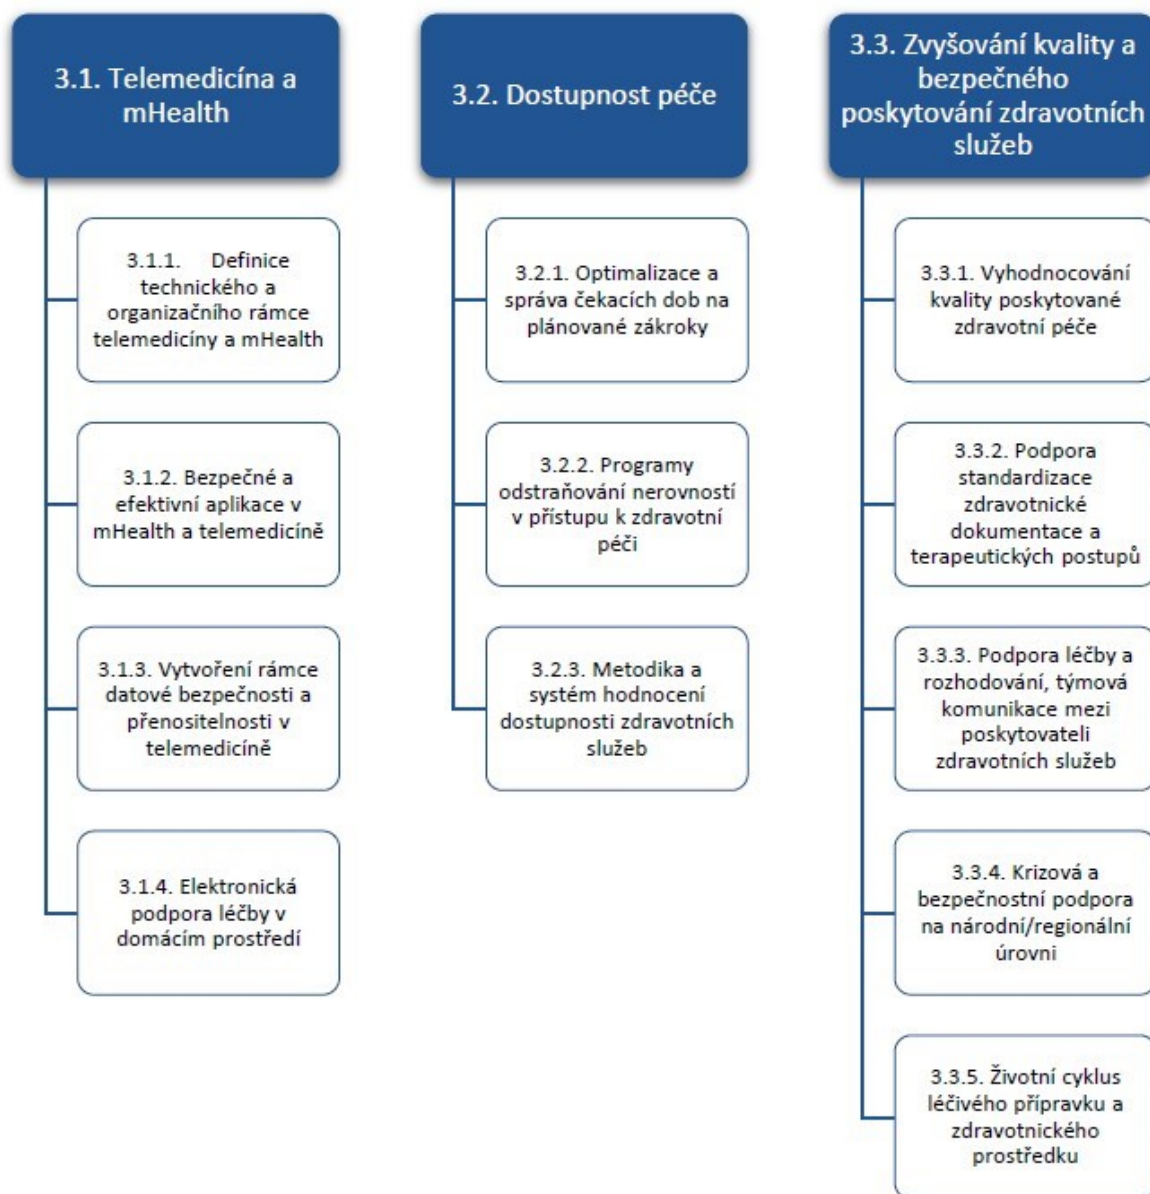 3.1. Telemedicína a
mHealth
3.1.1. Definice
technického a
organizačního rámce
telemedicíny a mHealth
3.1.2. Bezpečné a
efektivní aplikace v
mHealth a telemedicíně
3.1.3. Vytvoření rámce
datové bezpečnosti a
přenositelnosti v
telemedicíně
3.1.4. Elektronická
podpora léčby v
domácím prostředí
3.2. Dostupnost péče
3.2.1. Optimalizace a
správa čekacích dob na
plánované zákroky
3.2.2. Programy
odstraňování nerovností
v přístupu k zdravotní
péči
3.2.3. Metodika a
systém hodnocení
dostupnosti zdravotních
služeb
3.3. Zvyšování kvality a
bezpečného
poskytování zdravotních
služeb
3.3.1. Vyhodnocování
kvality poskytované
zdravotní péče
3.3.2. Podpora
standardizace
zdravotnické
dokumentace a
terapeutických postupů
3.3.3. Podpora léčby a
rozhodování, týmová
komunikace mezi
poskytovateli
zdravotních služeb
3.3.4. Krizová a
bezpečnostní podpora
na národní/regionální
úrovni
3.3.5. Životní cyklus
léčivého přípravku a
zdravotnického
prostředku